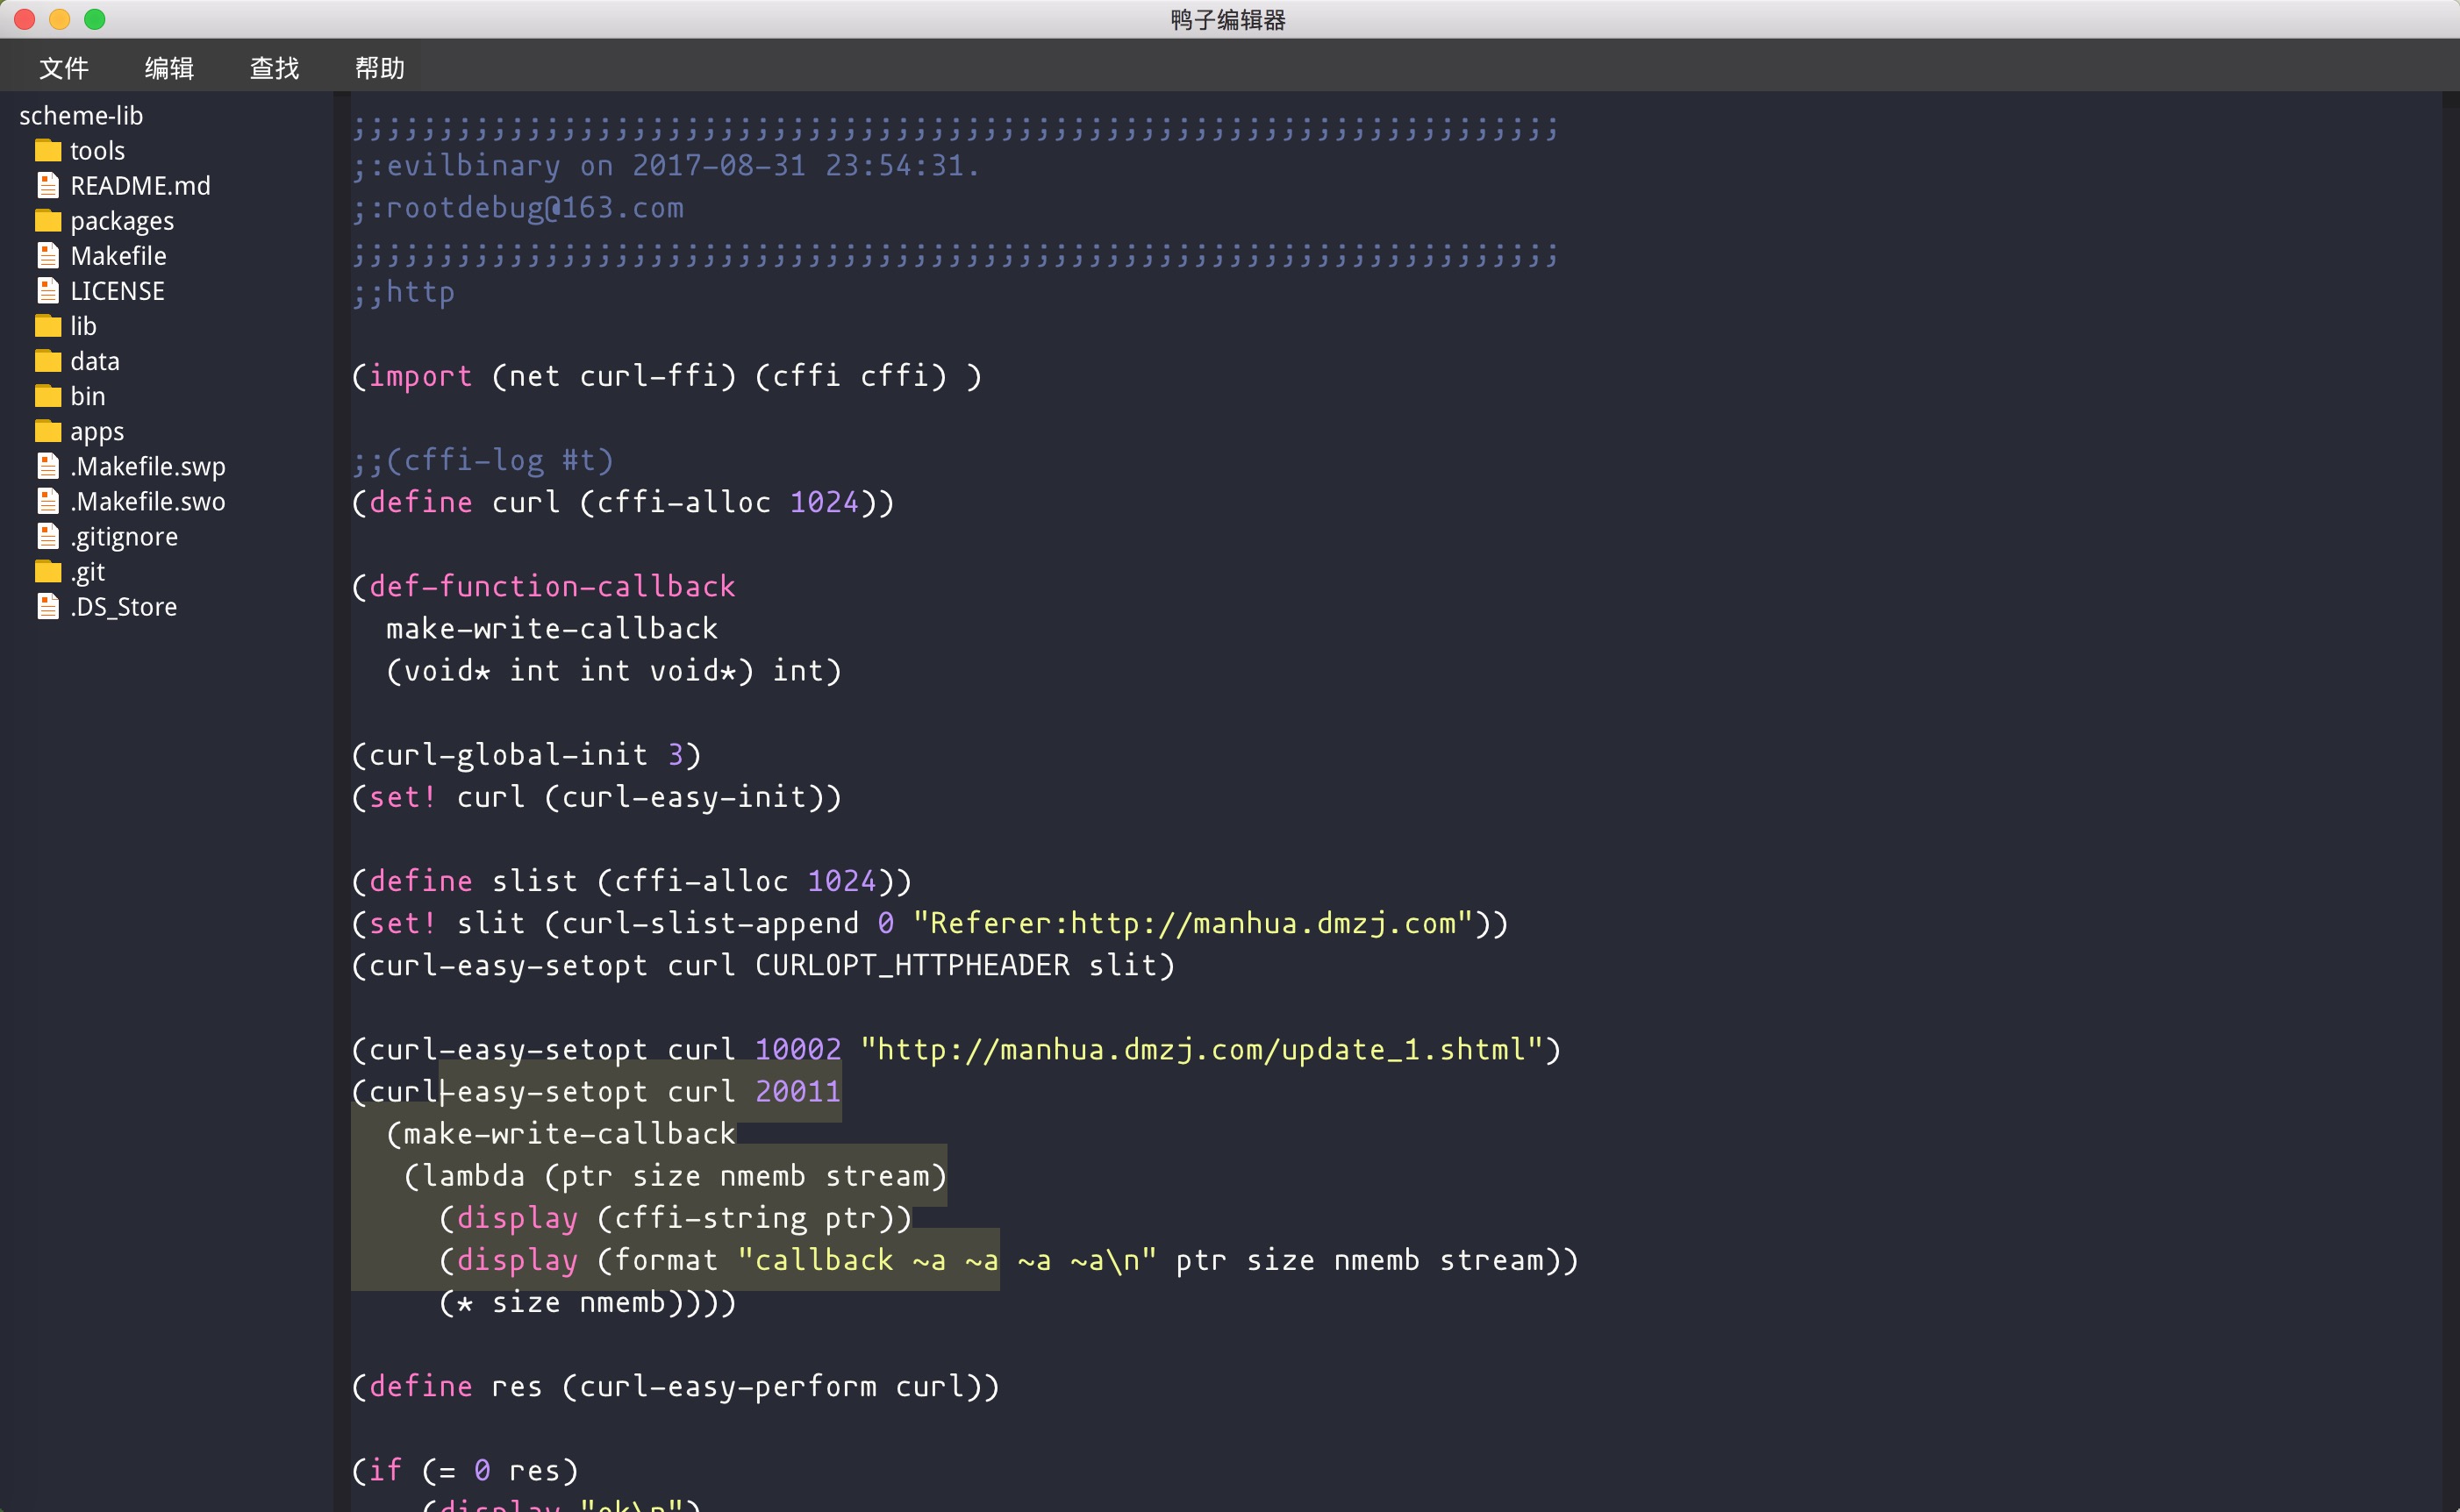 鸭子编辑器
文件 编辑 查找 帮助
scheme-lib
tools
README.md
packages
Makefile
LICENSE
lib
data
bin
apps
.Makefile.swp
.Makefile.swo
.gitignore
.git
.DS_Store
;;;;;;;;;;;;;;;;;;;;;;;;;;;;;;;;;;;;;;;;;;;;;;;;;;;;;;;;;;;;;;;;;;;;;
;:evilbinary on 2017-08-31 23:54:31.
;:rootdebug@163.com
;;;;;;;;;;;;;;;;;;;;;;;;;;;;;;;;;;;;;;;;;;;;;;;;;;;;;;;;;;;;;;;;;;;;;
;;http
(import (net curl-ffi) (cffi cffi) )
;;(cffi-log #t)
(define curl (cffi-alloc 1024))
(def-function-callback
  make-write-callback
  (void* int int void*) int)
(curl-global-init 3)
(set! curl (curl-easy-init))
(define slist (cffi-alloc 1024))
(set! slit (curl-slist-append 0 "Referer:http://manhua.dmzj.com"))
(curl-easy-setopt curl CURLOPT_HTTPHEADER slit)
(curl-easy-setopt curl 10002 "http://manhua.dmzj.com/update_1.shtml")
(curl-easy-setopt curl 20011
  (make-write-callback
   (lambda (ptr size nmemb stream)
     (display (cffi-string ptr))
     (display (format "callback ~a ~a ~a ~a\n" ptr size nmemb stream))
     (* size nmemb))))
(define res (curl-easy-perform curl))
(if (= 0 res)
    (display "ok\n")